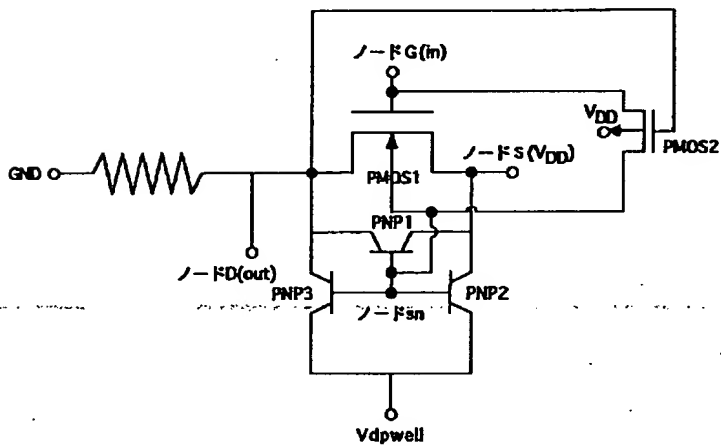 ノードG(in)
VDD
ノードS(VDD)
PMOS2
GND
PMOS1
PNP1
ノードD(out)
PNP3
PNP2
ノードsn
Vdpwell